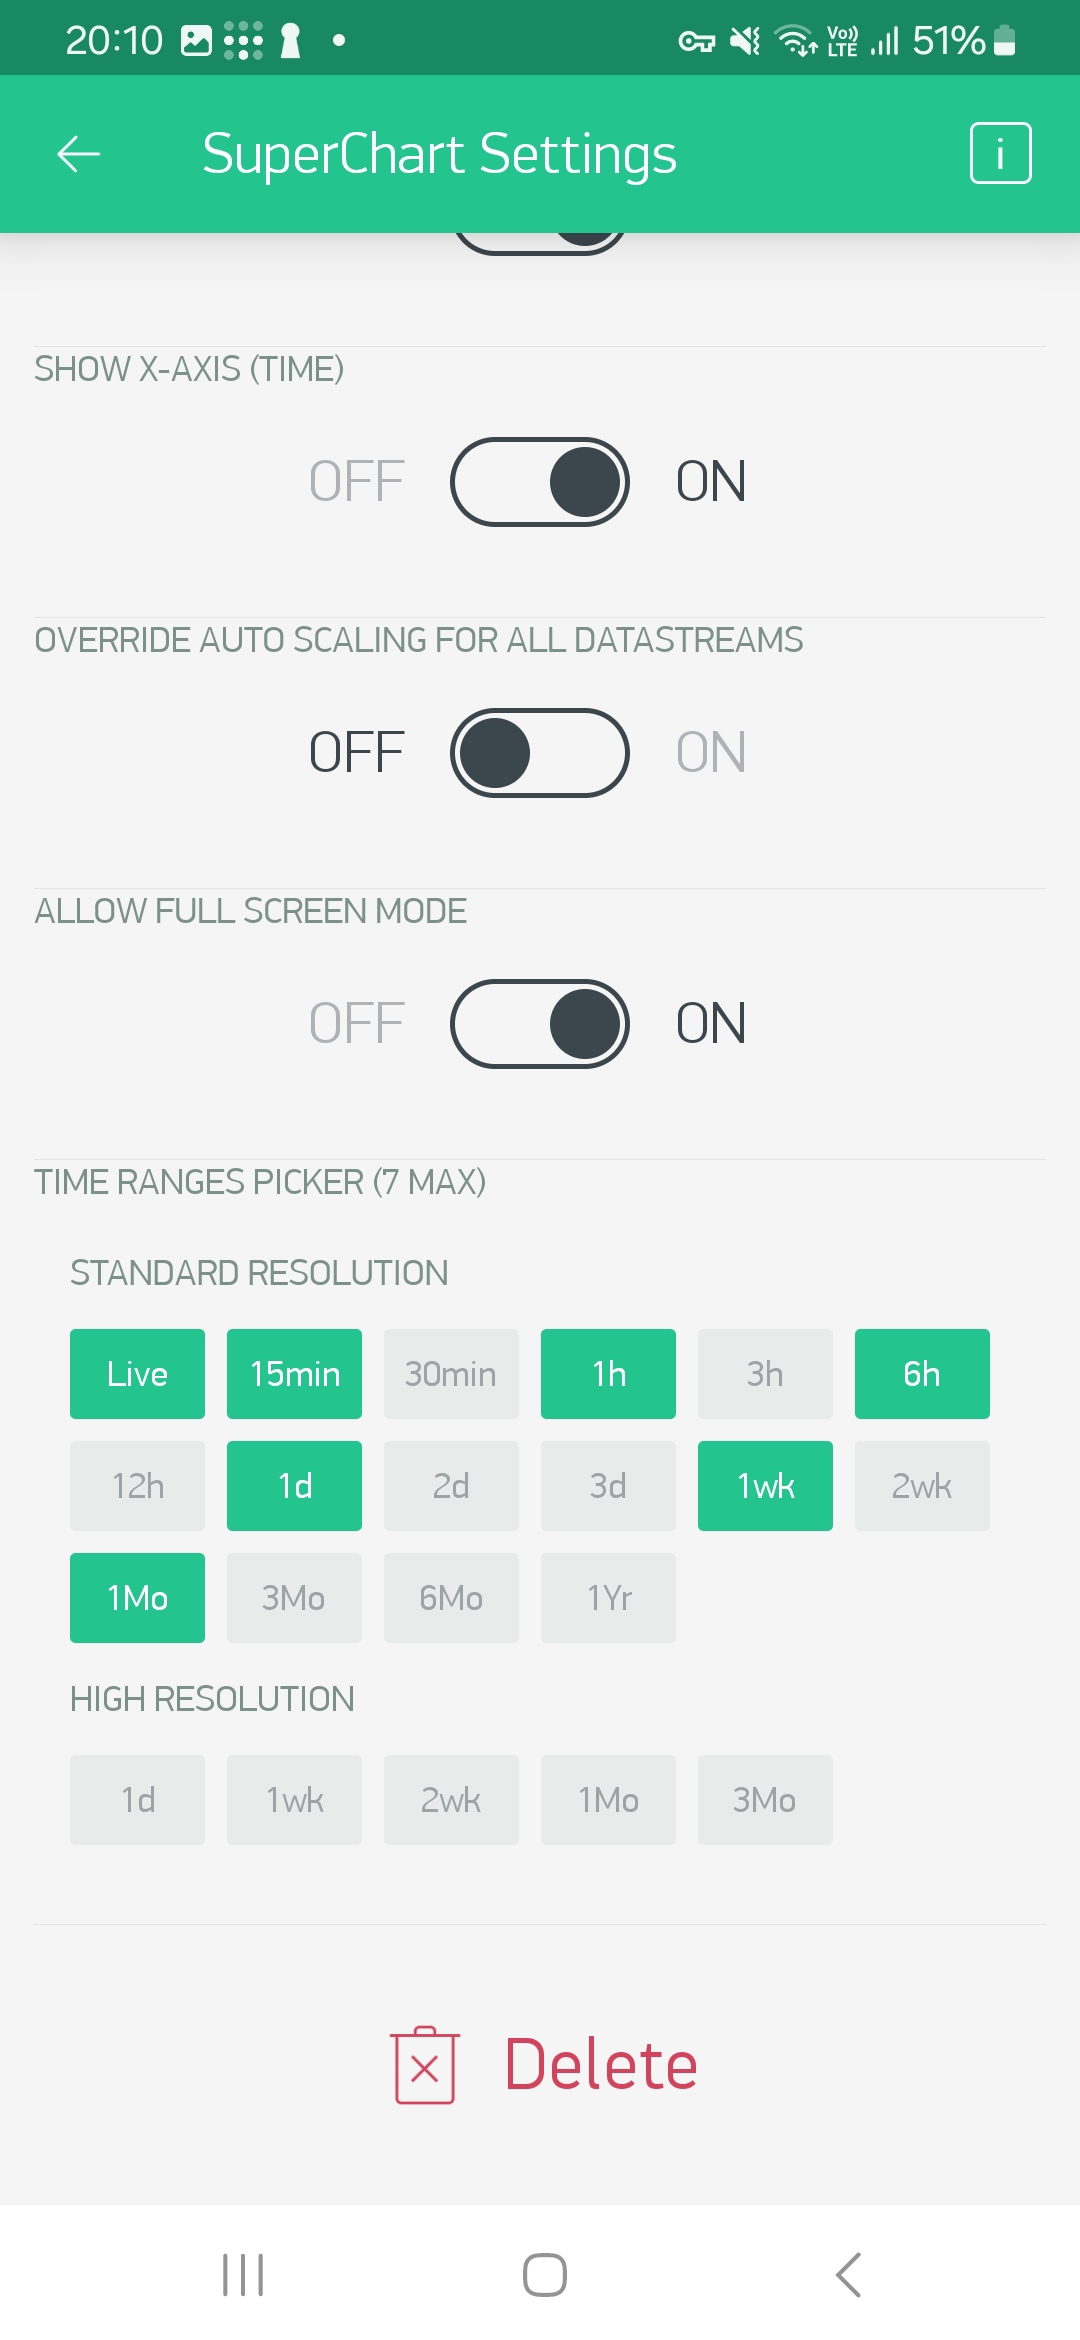 20:10 Vo)) LTE 51%
SuperChart Settings i
SHOW X-AXIS (TIME)
OFF ON
OVERRIDE AUTO SCALING FOR ALL DATASTREAMS
OFF ON
ALLOW FULL SCREEN MODE
OFF ON
TIME RANGES PICKER (7 MAX)
STANDARD RESOLUTION
Live 15min 30min 1h 3h 6h
12h 1d 2d 3d 1wk 2wk
1Mo 3Mo 6Mo 1Yr
HIGH RESOLUTION
1d 1wk 2wk 1Mo 3Mo
Delete